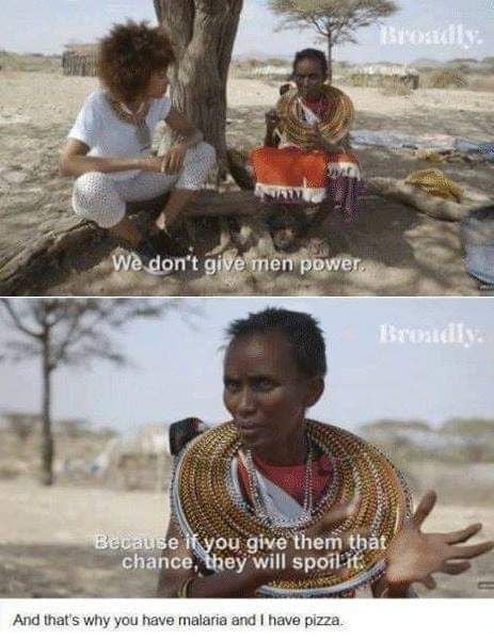 Broadly.
We don't give men power.
Broadly.
Because if you give them that
chance, they will spoil it.
And that's why you have malaria and I have pizza.